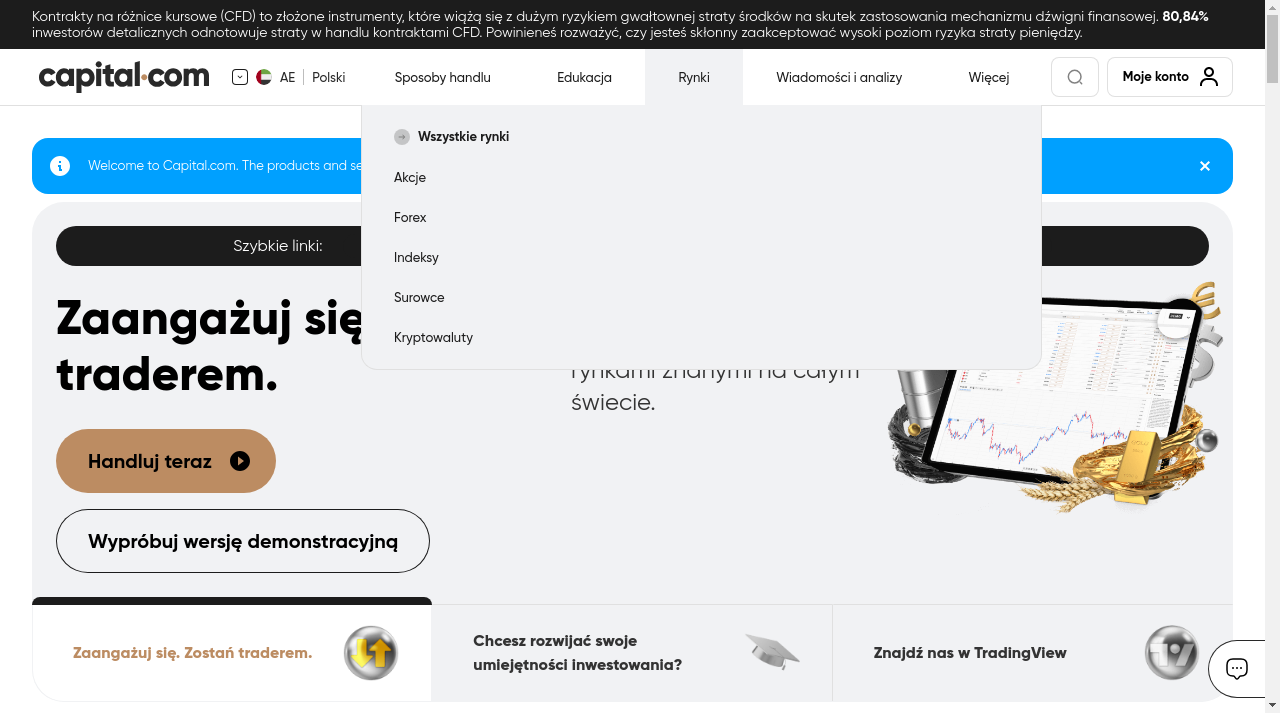 Kontrakty na różnice kursowe (CFD) to złożone instrumenty, które wiążą się z dużym ryzykiem gwałtownej straty środków na skutek zastosowania mechanizmu dźwigni finansowej. 80,84%
inwestorów detalicznych odnotowuje straty w handlu kontraktami CFD. Powinieneś rozważyć, czy jesteś skłonny zaakceptować wysoki poziom ryzyka straty pieniędzy.
capital.com
AE
Polski
Sposoby handlu
Edukacja
Rynki
Wiadomości i analizy
Więcej
Moje konto
Wszystkie rynki
Akcje
Forex
Indeksy
Surowce
Kryptowaluty
Welcome to Capital.com. The products and se
Szybkie linki:
Zaangażuj się
traderem.
rynkami znanymi na całym
świecie.
Handluj teraz
Wypróbuj wersję demonstracyjną
Zaangażuj się. Zostań traderem.
Chcesz rozwijać swoje
umiejętności inwestowania?
Znajdź nas w TradingView